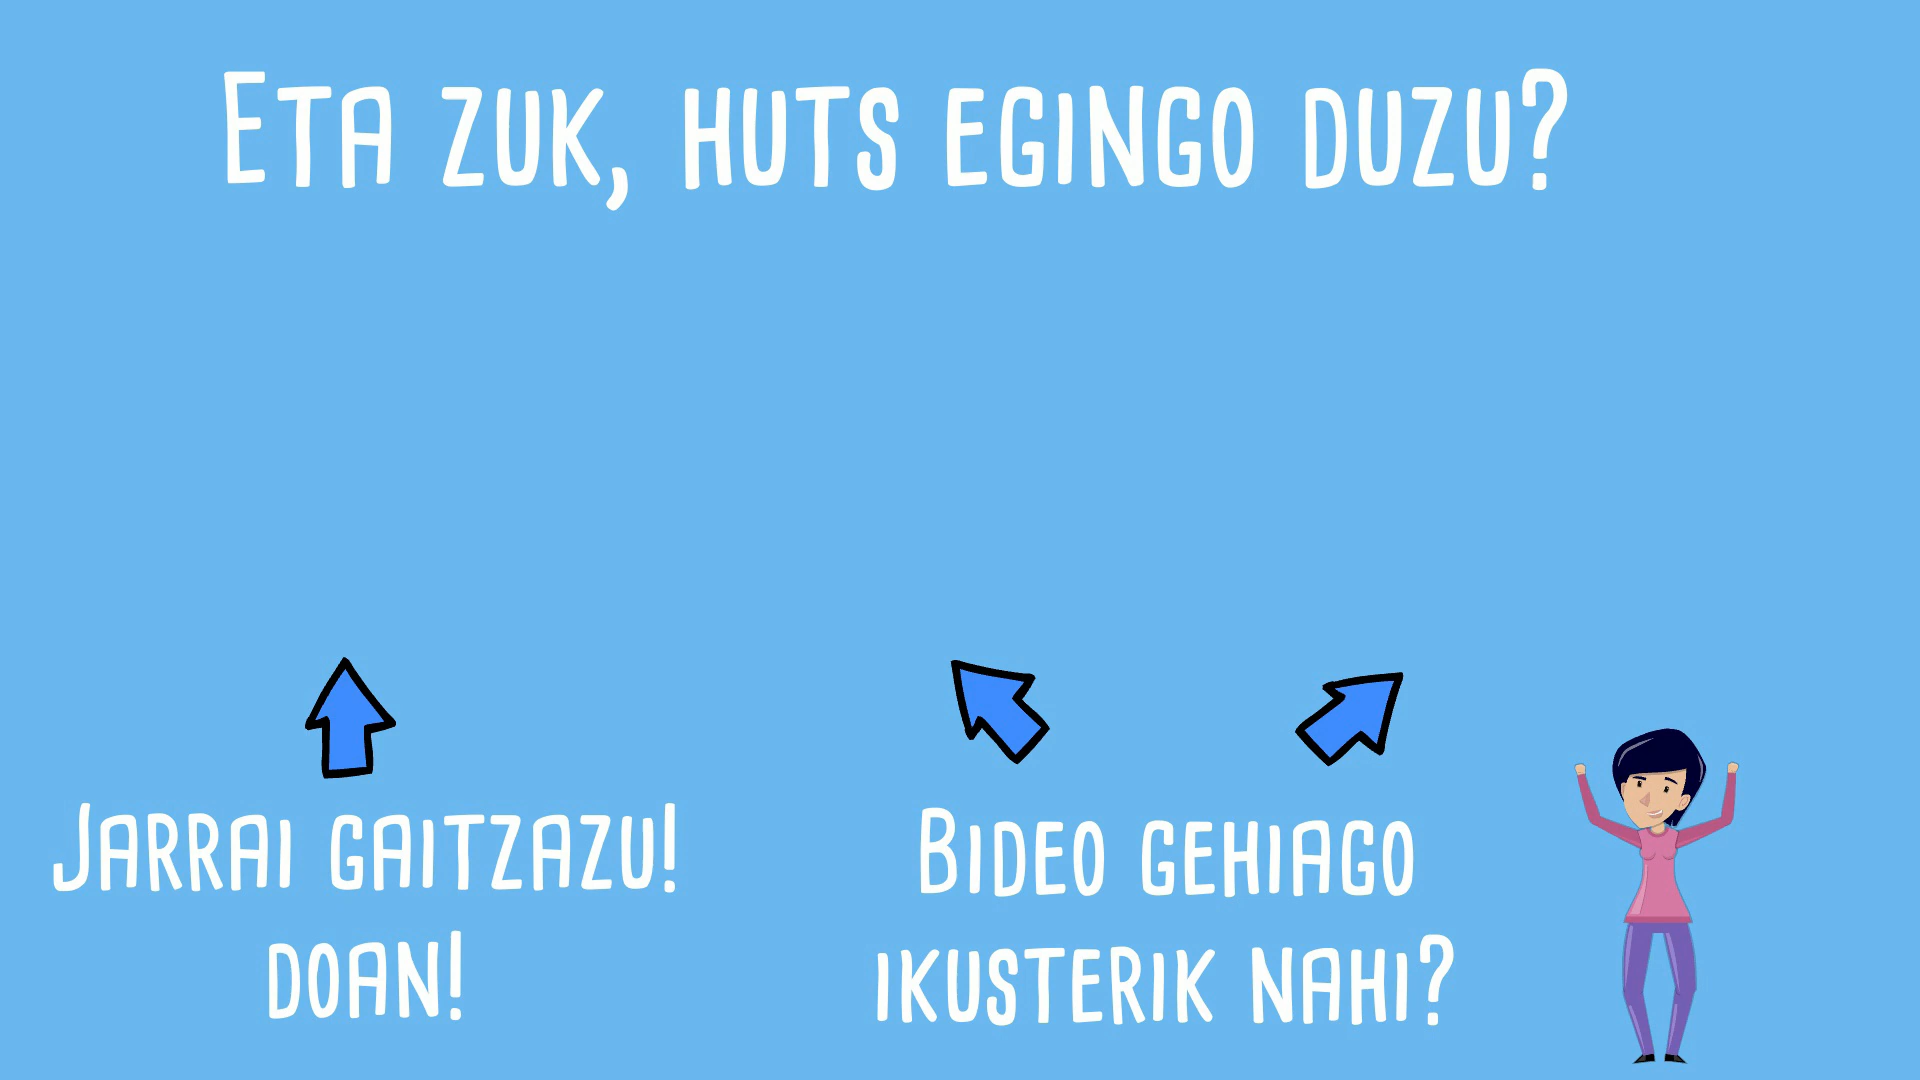 Eta zuk, huts egingo duzu?
Jarrai gaitzazu!
doan!
Bideo gehiago
ikusterik nahi?